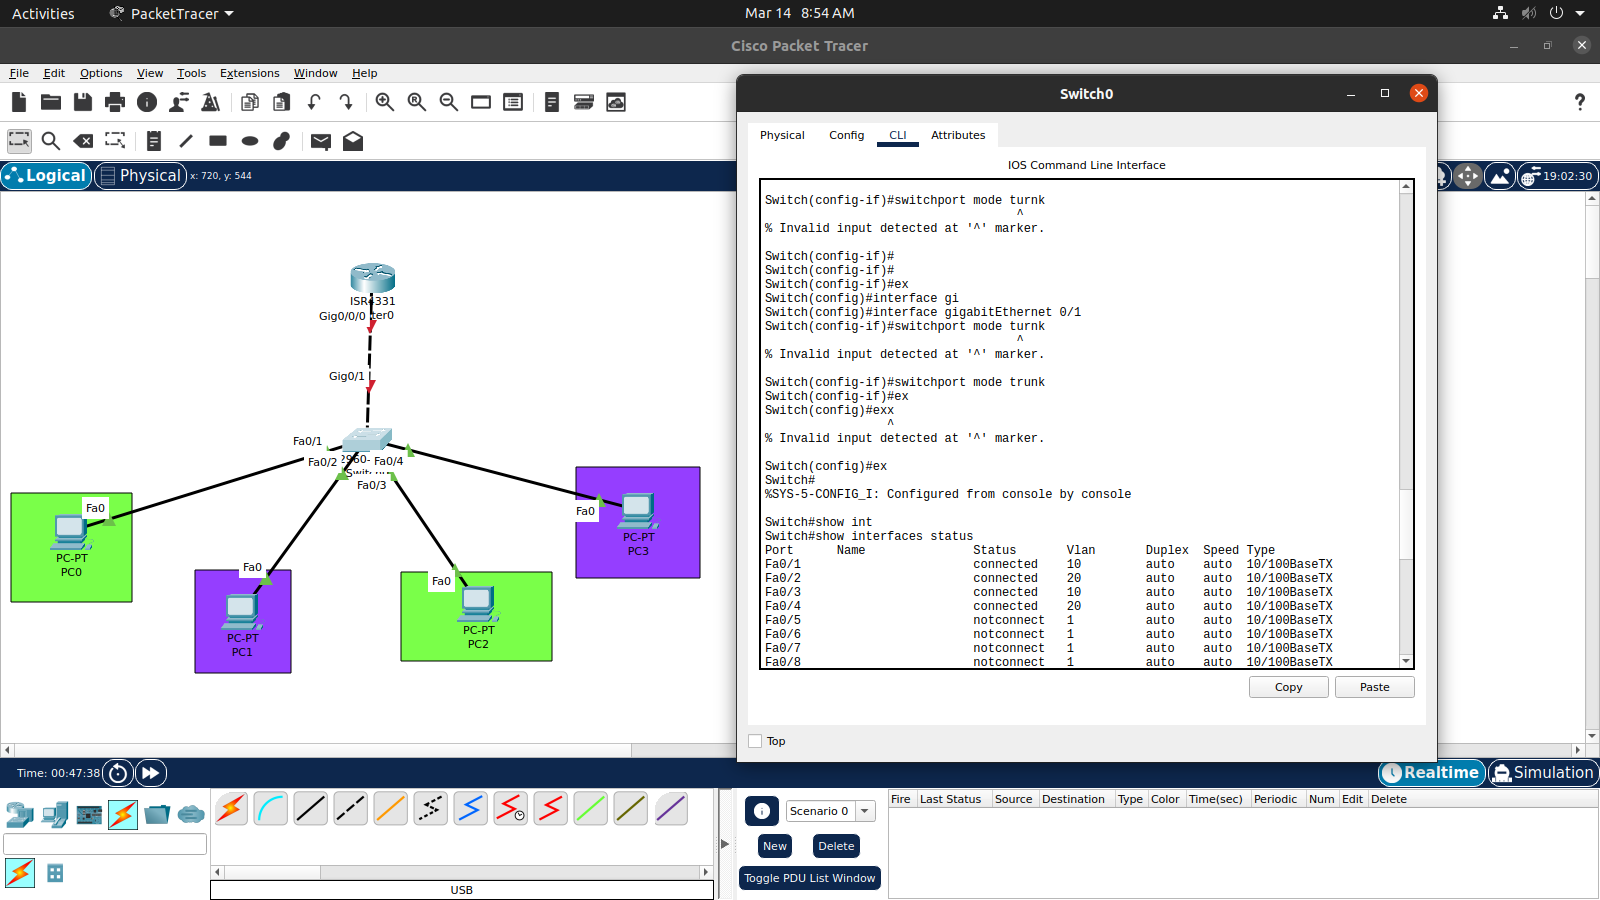 Activities
PacketTracer
Mar 14 8:54 AM
Cisco Packet Tracer
File Edit Options View Tools Extensions Window Help
Logical
Physical
x: 720, y: 544
19:02:30
ISR4331
Gig0/0/0
ter0
Gig0/1
Fa0/1
Fa0/2
2960-
Fa0/4
Fa0/3
Fa0
PC-PT
PC0
Fa0
PC-PT
PC1
Fa0
PC-PT
PC2
Fa0
PC-PT
PC3
Switch0
Physical Config CLI Attributes
IOS Command Line Interface
Switch(config-if)#switchport mode turnk
^
% Invalid input detected at '^' marker.
Switch(config-if)#
Switch(config-if)#
Switch(config-if)#ex
Switch(config)#interface gi
Switch(config)#interface gigabitEthernet 0/1
Switch(config-if)#switchport mode turnk
^
% Invalid input detected at '^' marker.
Switch(config-if)#switchport mode trunk
Switch(config-if)#ex
Switch(config)#exx
^
% Invalid input detected at '^' marker.
Switch(config)#ex
Switch#
%SYS-5-CONFIG_I: Configured from console by console
Switch#show int
Switch#show interfaces status
Port Name Status Vlan Duplex Speed Type
Fa0/1 connected 10 auto auto 10/100BaseTX
Fa0/2 connected 20 auto auto 10/100BaseTX
Fa0/3 connected 10 auto auto 10/100BaseTX
Fa0/4 connected 20 auto auto 10/100BaseTX
Fa0/5 notconnect 1 auto auto 10/100BaseTX
Fa0/6 notconnect 1 auto auto 10/100BaseTX
Fa0/7 notconnect 1 auto auto 10/100BaseTX
Fa0/8 notconnect 1 auto auto 10/100BaseTX
Copy
Paste
Top
Time: 00:47:38
Realtime
Simulation
Scenario 0
New
Delete
Toggle PDU List Window
Fire Last Status Source Destination Type Color Time(sec) Periodic Num Edit Delete
USB